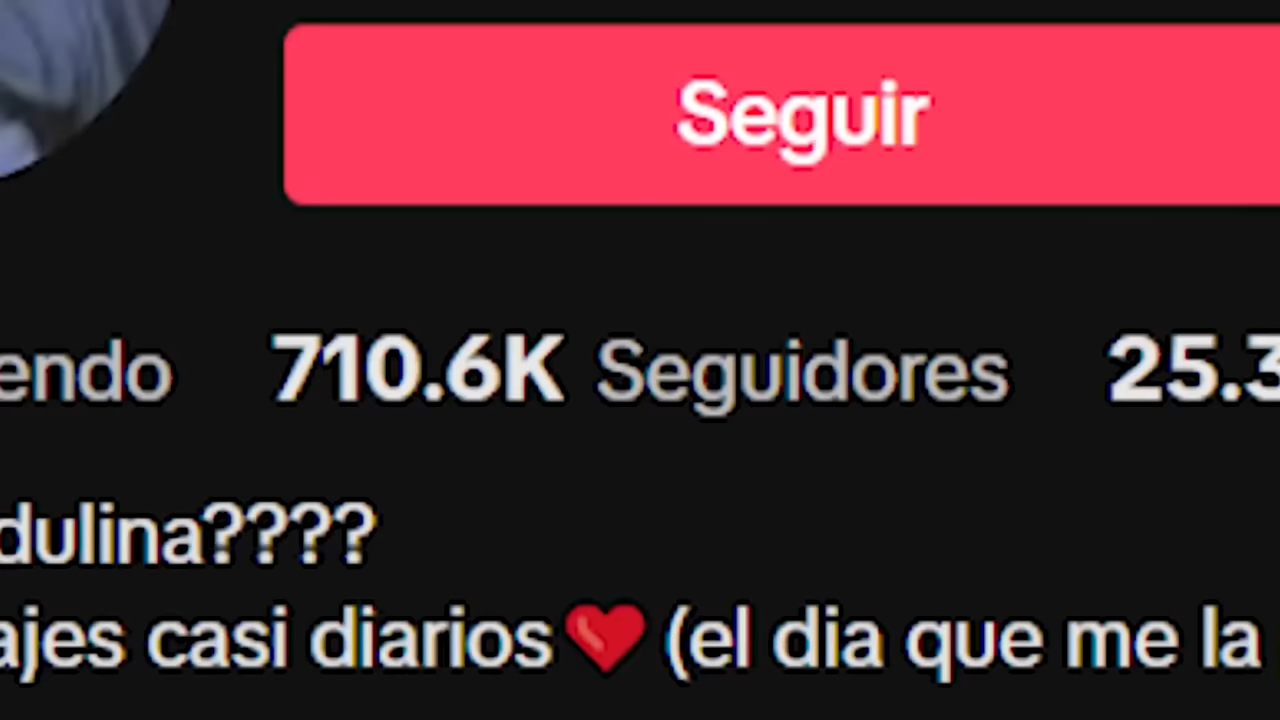 Seguir
endo 710.6K Seguidores 25.3
dulina????
ajes casi diarios❤️ (el dia que me la